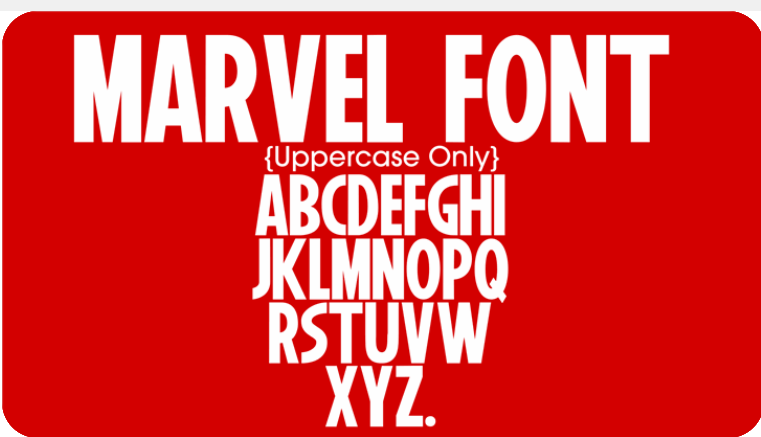 MARVEL FONT
{Uppercase Only}
ABCDEFGHI
JKLMNOPQ
RSTUVW
XYZ.